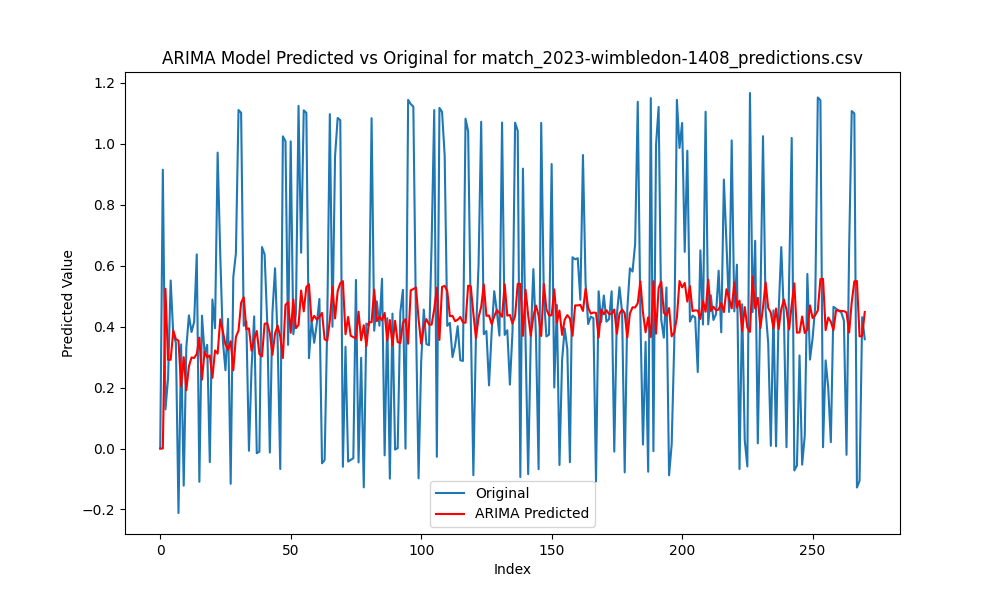 ARIMA Model Predicted vs Original for match_2023-wimbledon-1408_predictions.csv
1.2
1.0
0.8
0.6
0.4
0.2
0.0
−0.2
Predicted Value
Original
ARIMA Predicted
0 50 100 150 200 250
Index